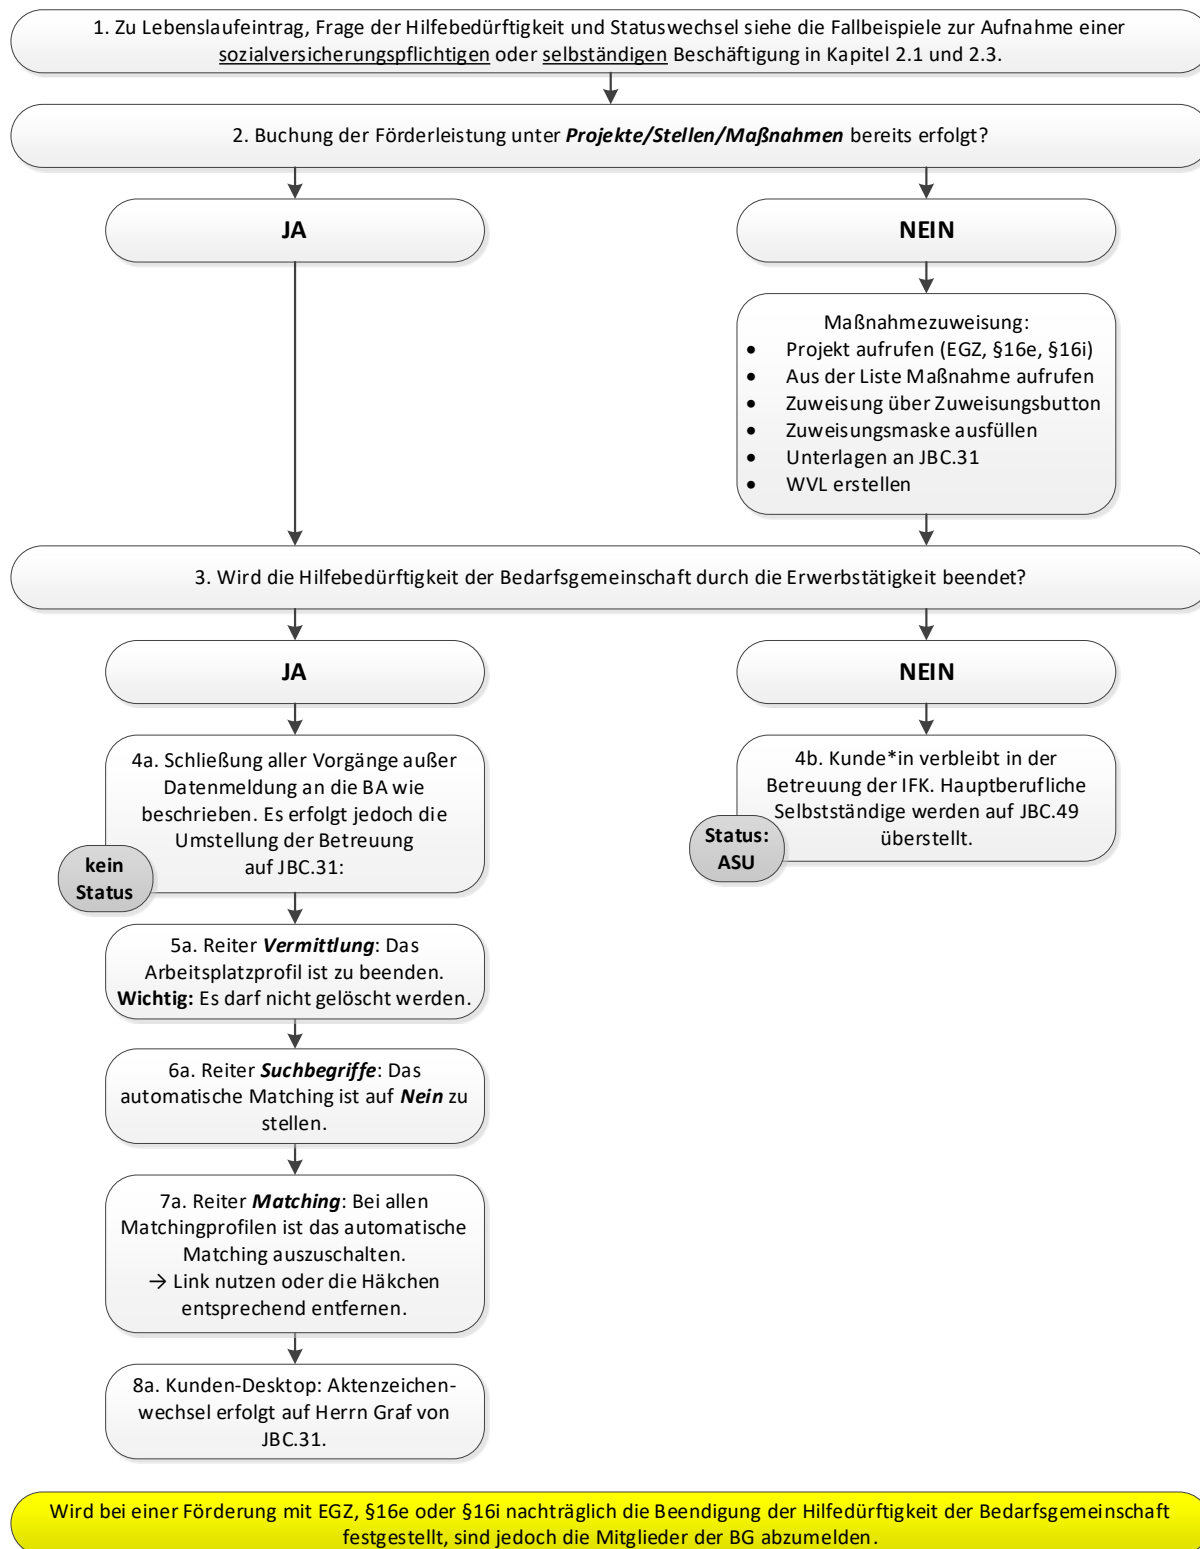 1. Zu Lebenslaufeintrag, Frage der Hilfebedürftigkeit und Statuswechsel siehe die Fallbeispiele zur Aufnahme einer
sozialversicherungspflichtigen oder selbständigen Beschäftigung in Kapitel 2.1 und 2.3.
2. Buchung der Förderleistung unter Projekte/Stellen/Maßnahmen bereits erfolgt?
JA
NEIN
Maßnahmezuweisung:
• Projekt aufrufen (EGZ, §16e, §16i)
• Aus der Liste Maßnahme aufrufen
• Zuweisung über Zuweisungsbutton
• Zuweisungsmaske ausfüllen
• Unterlagen an JBC.31
• WVL erstellen
3. Wird die Hilfebedürftigkeit der Bedarfsgemeinschaft durch die Erwerbstätigkeit beendet?
JA
NEIN
4a. Schließung aller Vorgänge außer
Datenmeldung an die BA wie
beschrieben. Es erfolgt jedoch die
Umstellung der Betreuung
auf JBC.31:
kein
Status
4b. Kunde*in verbleibt in der
Betreuung der IFK. Hauptberufliche
Selbstständige werden auf JBC.49
überstellt.
Status:
ASU
5a. Reiter Vermittlung: Das
Arbeitsplatzprofil ist zu beenden.
Wichtig: Es darf nicht gelöscht werden.
6a. Reiter Suchbegriffe: Das
automatische Matching ist auf Nein zu
stellen.
7a. Reiter Matching: Bei allen
Matchingprofilen ist das automatische
Matching auszuschalten.
→ Link nutzen oder die Häkchen
entsprechend entfernen.
8a. Kunden-Desktop: Aktenzeichen-
wechsel erfolgt auf Herrn Graf von
JBC.31.
Wird bei einer Förderung mit EGZ, §16e oder §16i nachträglich die Beendigung der Hilfedürftigkeit der Bedarfsgemeinschaft
festgestellt, sind jedoch die Mitglieder der BG abzumelden.